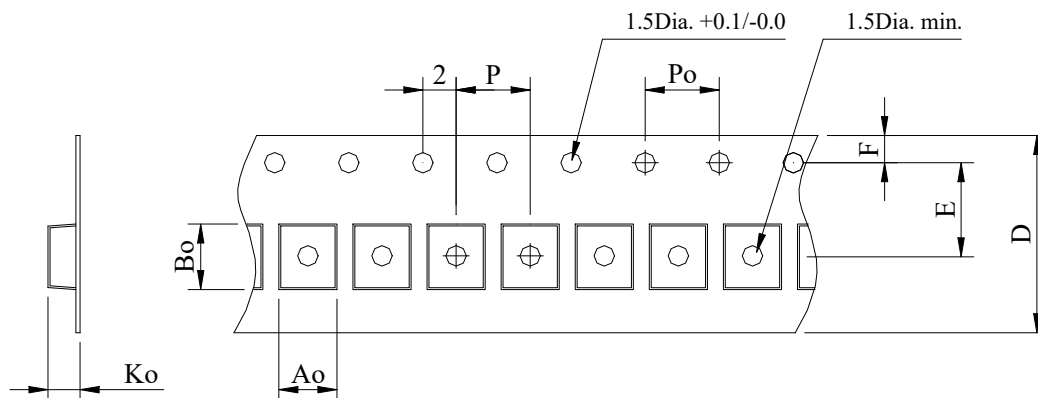 1.5Dia. +0.1/-0.0
1.5Dia. min.
2
P
Po
F
E
D
Bo
Ko
Ao